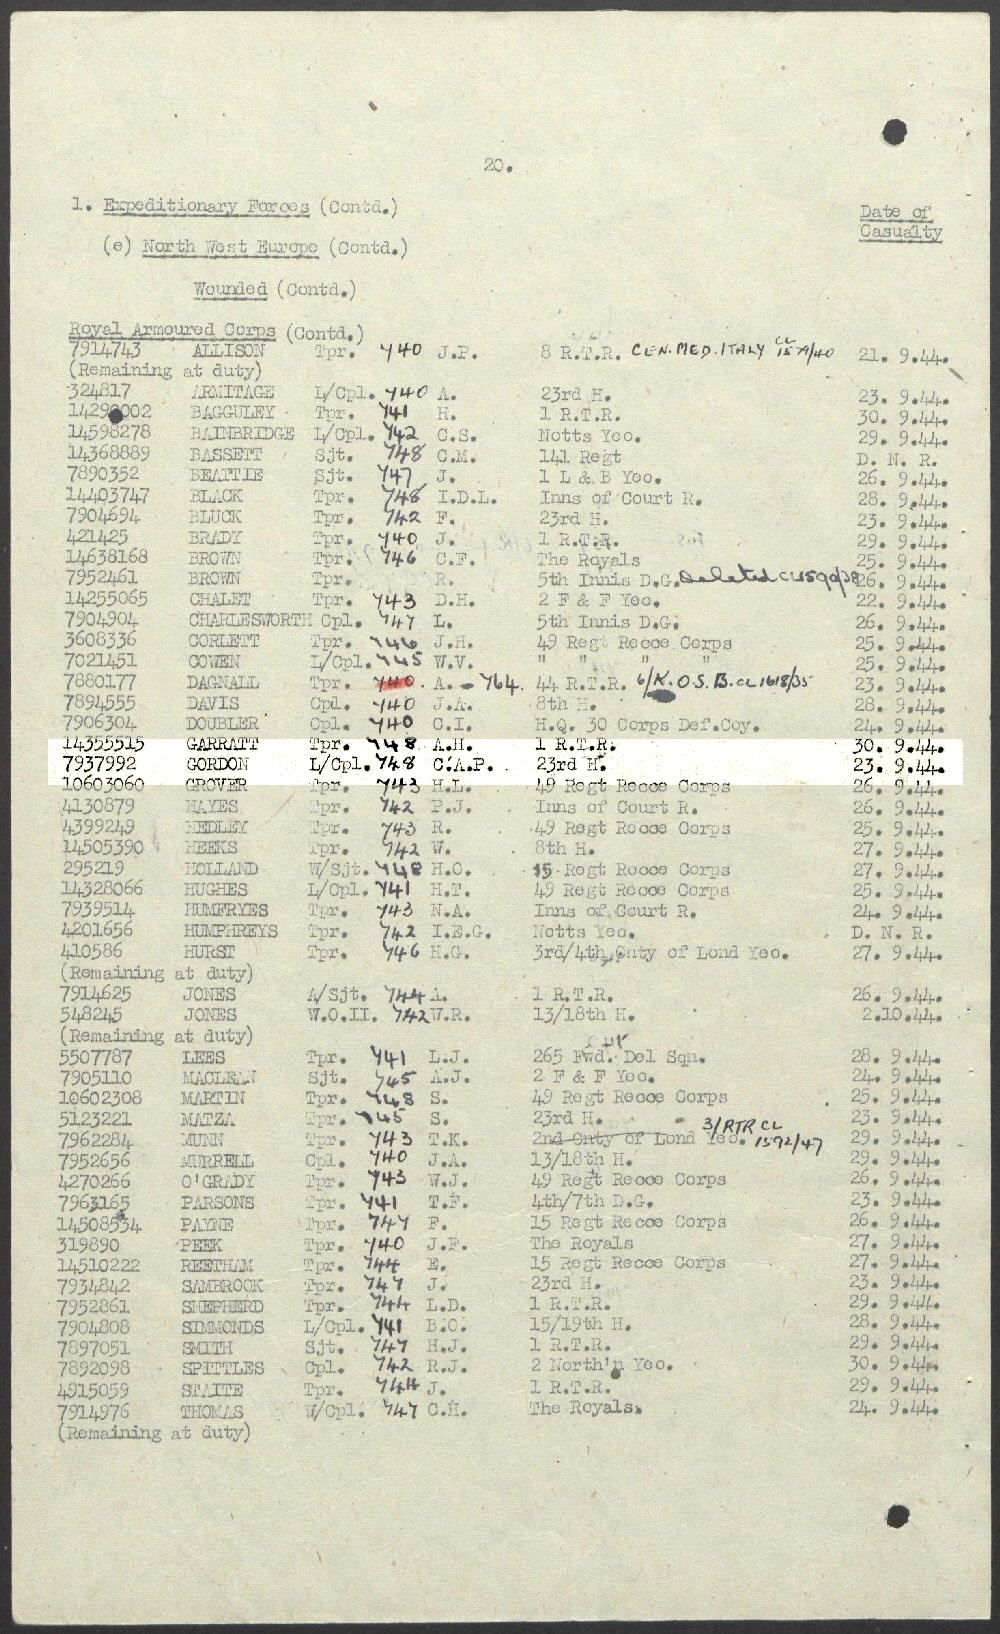 20.
1. Expeditionary Forces (Contd.)
Date of
Casualty
(e) North West Europe (Contd.)
Wounded (Contd.)
Royal Armoured Corps (Contd.)
7914743 ALLISON Tpr. 740 J.P. 8 R.T.R. CEN.MED.ITALY CL 21. 9.44.
(Remaining at duty)
324817 ARMITAGE L/Cpl. 740 A. 23rd H. 23. 9.44.
14290002 BAGGULEY Tpr. 741 H. 1 R.T.R. 30. 9.44.
14598278 BAINBRIDGE L/Cpl. 742 C.S. Notts Yeo. 29. 9.44.
14368889 BASSETT Sjt. 748 C.M. 141 Regt D. N. R.
7890352 BEATTIE Sjt. 747 J. 1 L & B Yeo. 26. 9.44.
14403747 BLACK Tpr. 748 I.D.L. Inns of Court R. 28. 9.44.
7904694 BLUCK Tpr. 742 F. 23rd H. 23. 9.44.
421425 BRADY Tpr. 740 J. 1 R.T.R. 29. 9.44.
14638168 BROWN Tpr. 746 C.F. The Royals 25. 9.44.
7952461 BROWN Tpr. R. 5th Innis D.G. Deleted CL1590/38 26. 9.44.
14255065 CHALET Tpr. 743 D.H. 2 F & F Yeo. 22. 9.44.
7904904 CHARLESWORTH Cpl. 747 L. 5th Innis D.G. 26. 9.44.
3608336 CORLETT Tpr. 746 J.H. 49 Regt Recce Corps 25. 9.44.
7021451 COWEN L/Cpl. 745 W.V. " " " " 25. 9.44.
7880177 DAGNALL Tpr. 740. A. - 764. 44 R.T.R. 6/K.O.S.B. CL1618/35 23. 9.44.
7894555 DAVIS Cpl. 740 J.A. 8th H. 28. 9.44.
7906304 DOUBLER Cpl. 740 C.I. H.Q. 30 Corps Def.Coy. 24. 9.44.
14355515 GARRATT Tpr. 748 A.H. 1 R.T.R. 30. 9.44.
7937992 GORDON L/Cpl. 748 C.A.P. 23rd H. 23. 9.44.
10603060 GROVER Tpr. 743 H.L. 49 Regt Recce Corps 26. 9.44.
4130879 HAYES Tpr. 742 P.J. Inns of Court R. 26. 9.44.
4399249 HEDLEY Tpr. 743 R. 49 Regt Recce Corps 25. 9.44.
14505390 HEEKS Tpr. 742 W. 8th H. 27. 9.44.
295219 HOLLAND W/Sjt. 748 H.O. 15 Regt Recce Corps 27. 9.44.
14328066 HUGHES L/Cpl. 741 H.T. 49 Regt Recce Corps 25. 9.44.
7939514 HUMFRYES Tpr. 743 N.A. Inns of Court R. 24. 9.44.
4201656 HUMPHREYS Tpr. 742 I.E.G. Notts Yeo. D. N. R.
410586 HURST Tpr. 746 H.G. 3rd/4th Cnty of Lond Yeo. 27. 9.44.
(Remaining at duty)
7914625 JONES A/Sjt. 744 A. 1 R.T.R. 26. 9.44.
548245 JONES W.O.II. 742 W.R. 13/18th H. 2.10.44.
(Remaining at duty)
5507787 LEES Tpr. 741 L.J. 265 Fwd. Del Sqn. 28. 9.44.
7905110 MACLEAN Sjt. 745 A.J. 2 F & F Yeo. 24. 9.44.
10602308 MARTIN Tpr. 748 S. 49 Regt Recce Corps 25. 9.44.
5123221 MATZA Tpr. 745 S. 23rd H. 23. 9.44.
7962284 MUNN Tpr. 743 T.K. 2nd Cnty of Lond Yeo. 3/RTR CL 1592/47 29. 9.44.
7952656 MURRELL Cpl. 740 J.A. 13/18th H. 29. 9.44.
4270266 O'GRADY Tpr. 743 W.J. 49 Regt Recce Corps 26. 9.44.
7963165 PARSONS Tpr. 741 T.F. 4th/7th D.G. 23. 9.44.
14508534 PAYNE Tpr. 747 F. 15 Regt Recce Corps 26. 9.44.
319890 PEEK Tpr. 740 J.F. The Royals 27. 9.44.
14510222 REETHAM Tpr. 744 E. 15 Regt Recce Corps 27. 9.44.
7934842 SAMBROOK Tpr. 747 J. 23rd H. 23. 9.44.
7952861 SHEPHERD Tpr. 744 L.D. 1 R.T.R. 29. 9.44.
7904808 SIMMONDS L/Cpl. 741 B.C. 15/19th H. 28. 9.44.
7897051 SMITH Sjt. 747 H.J. 1 R.T.R. 29. 9.44.
7892098 SPITTLES Cpl. 742 R.J. 2 North'n Yeo. 30. 9.44.
4915059 STAITE Tpr. 744 J. 1 R.T.R. 29. 9.44.
7914976 THOMAS W/Cpl. 747 C.H. The Royals. 24. 9.44.
(Remaining at duty)